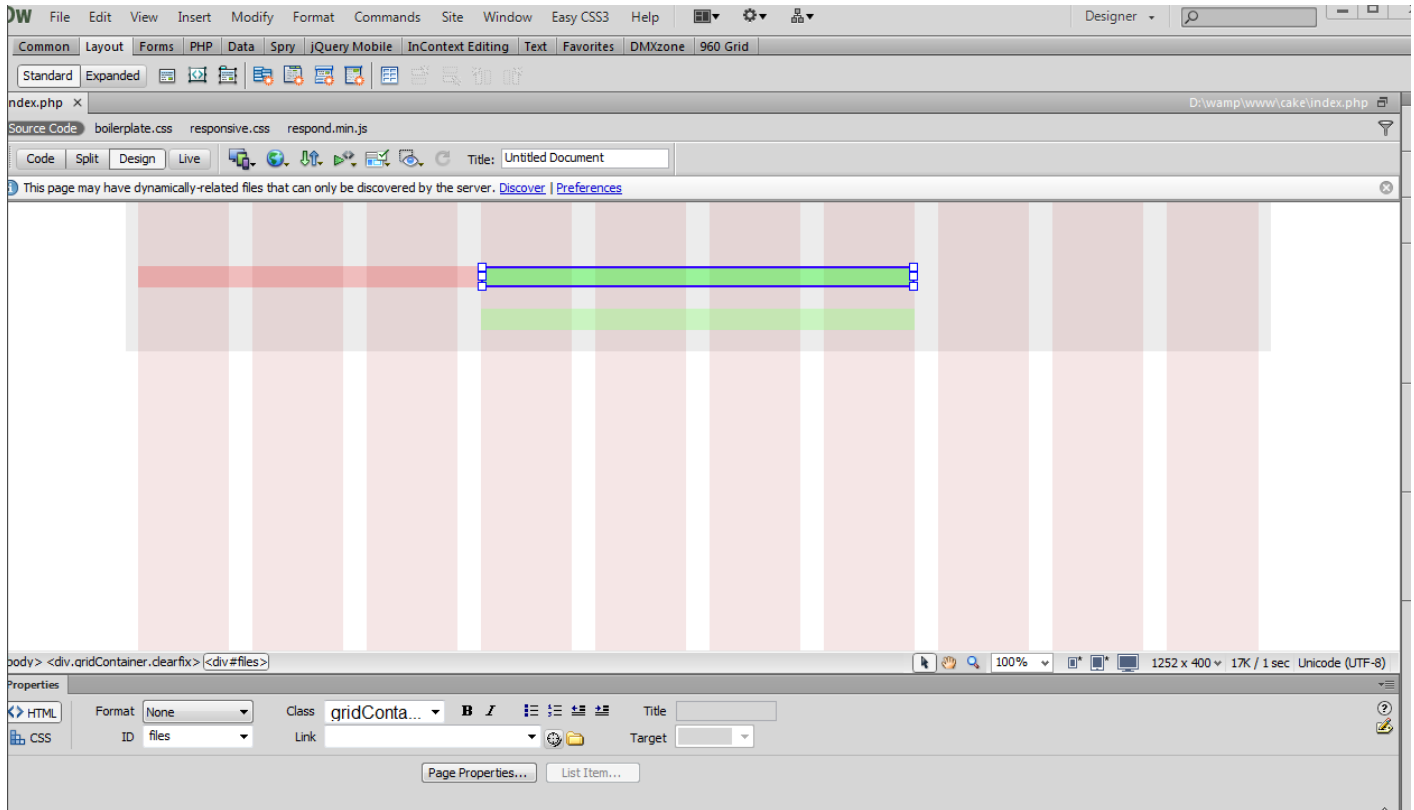 DW File Edit View Insert Modify Format Commands Site Window Easy CSS3 Help Designer
Common Layout Forms PHP Data Spry jQuery Mobile InContext Editing Text Favorites DMXzone 960 Grid
Standard Expanded
ndex.php × D:\wamp\www\cake\index.php
Source Code boilerplate.css responsive.css respond.min.js
Code Split Design Live Title: Untitled Document
This page may have dynamically-related files that can only be discovered by the server. Discover | Preferences
body> <div.gridContainer.clearfix> <div#files> 100% 1252 x 400 17K / 1 sec Unicode (UTF-8)
Properties
<> HTML Format None Class gridConta... B I Title
CSS ID files Link Target
Page Properties... List Item...